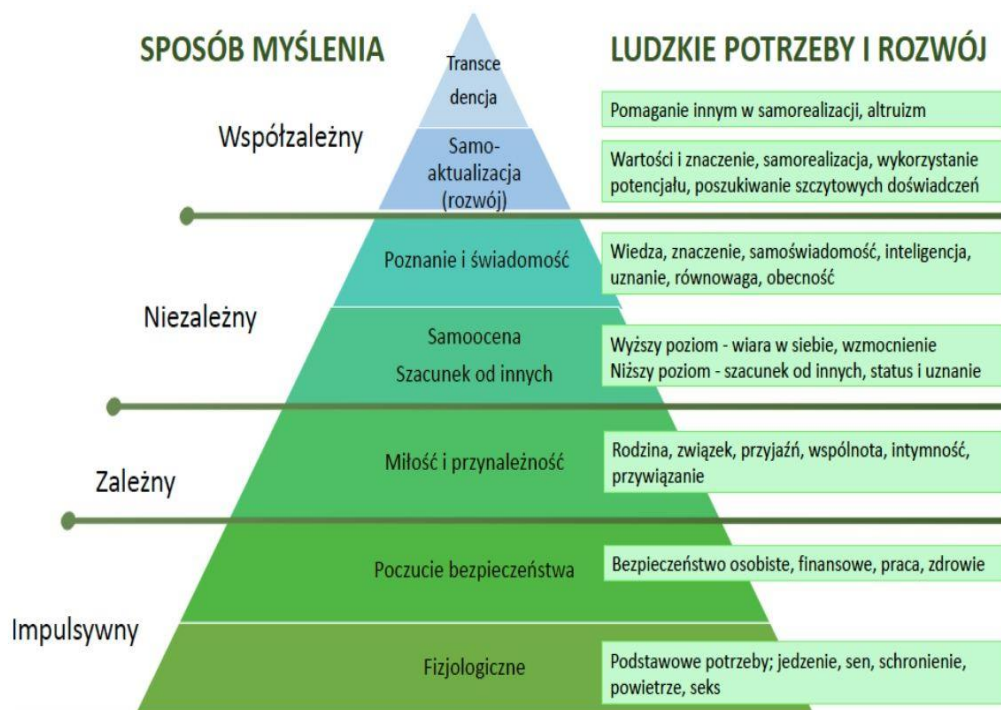 SPOSÓB MYŚLENIA
LUDZKIE POTRZEBY I ROZWÓJ
Transce
dencja
Pomaganie innym w samorealizacji, altruizm
Współzależny
Samo-
aktualizacja
(rozwój)
Wartości i znaczenie, samorealizacja, wykorzystanie
potencjału, poszukiwanie szczytowych doświadczeń
Poznanie i świadomość
Wiedza, znaczenie, samoświadomość, inteligencja,
uznanie, równowaga, obecność
Niezależny
Samoocena
Szacunek od innych
Wyższy poziom - wiara w siebie, wzmocnienie
Niższy poziom - szacunek od innych, status i uznanie
Zależny
Miłość i przynależność
Rodzina, związek, przyjaźń, wspólnota, intymność,
przywiązanie
Impulsywny
Poczucie bezpieczeństwa
Bezpieczeństwo osobiste, finansowe, praca, zdrowie
Fizjologiczne
Podstawowe potrzeby; jedzenie, sen, schronienie,
powietrze, seks